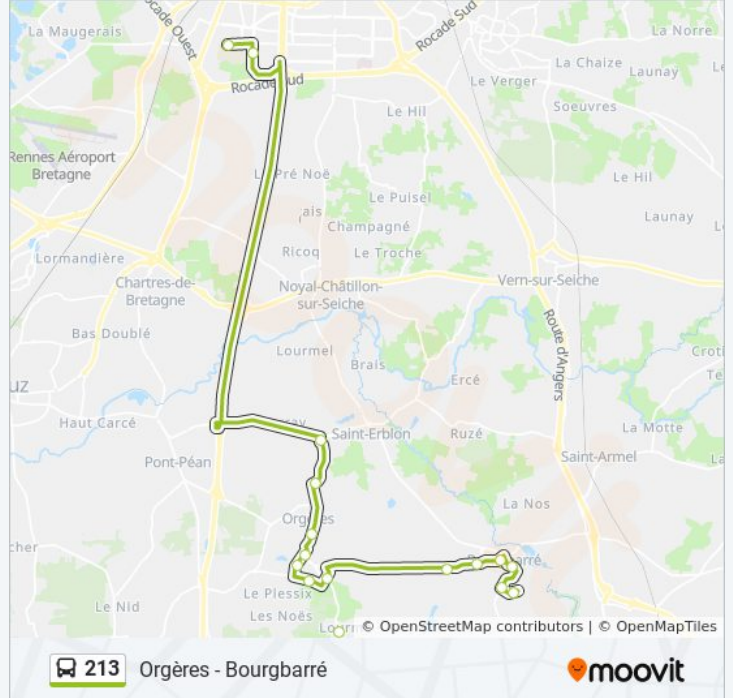 La Maugerais
Rocade Ouest
Rocade Sud
La Norre
La Chaize
Launay
Le Verger
Rocade Sud
Soeuvres
Le Hil
Rennes Aéroport
Bretagne
Pré Noë
Le Hil
Le Puisel
ais
Champagné
Launay
Ricoq
Le Troche
Lormandière
Chartres-de-
Bretagne
Noyal-Châtillon-
sur-Seiche
Vern-sur-Seiche
Route d'Angers
Bas Doublé
Lourmel
Brais
Croti
Te
UZ
Ercé
Haut Carcé
Saint-Erblon
Ruzé
La Motte
Pont-Péan
Saint-Armel
La Nos
Le Nid
Le Plessix
Les Noës
© OpenStreetMap contributors | © OpenMapTiles
213 Orgères - Bourgbarré
moovit